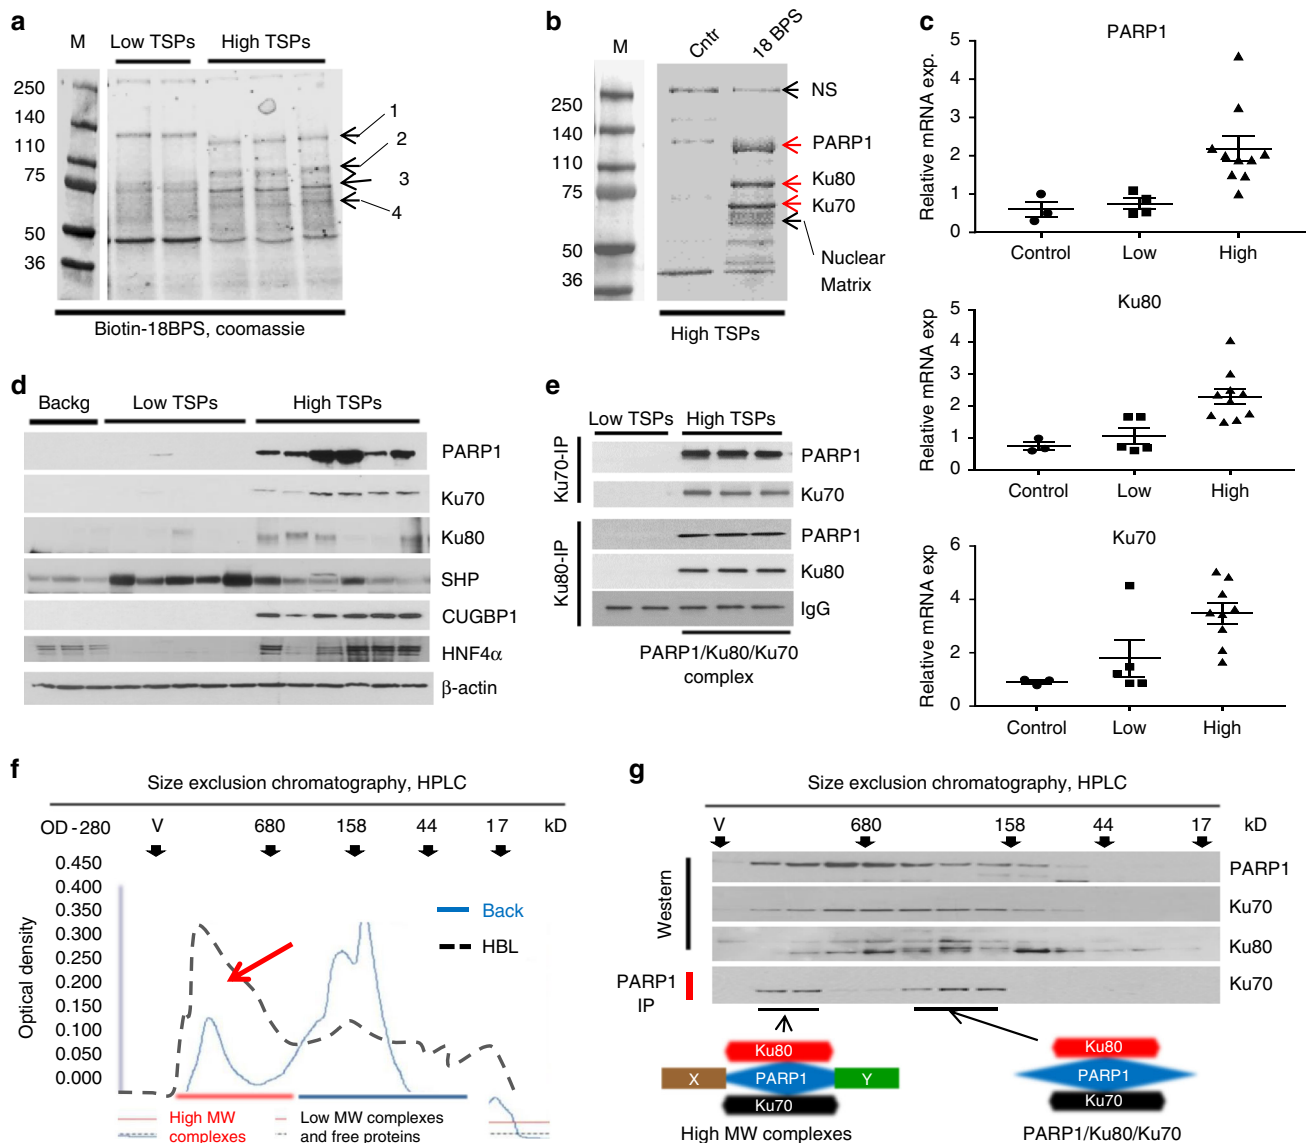 a
M
Low TSPs
High TSPs
250
140
110
75
50
36
1
2
3
4
Biotin-18BPS, coomassie
b
M
Cntr
18 BPS
250
140
110
75
50
36
NS
PARP1
Ku80
Ku70
Nuclear
Matrix
High TSPs
c
PARP1
Relative mRNA exp.
5
4
3
2
1
0
Control
Low
High
Ku80
Relative mRNA exp
5
4
3
2
1
0
Control
Low
High
Ku70
Relative mRNA exp
6
4
2
0
Control
Low
High
d
Backg
Low TSPs
High TSPs
PARP1
Ku70
Ku80
SHP
CUGBP1
HNF4α
β-actin
e
Low TSPs
High TSPs
Ku70-IP
PARP1
Ku70
Ku80-IP
PARP1
Ku80
IgG
PARP1/Ku80/Ku70
complex
f
Size exclusion chromatography, HPLC
OD-280
V
680
158
44
17
kD
Optical density
0.450
0.400
0.350
0.300
0.250
0.200
0.150
0.100
0.050
0.000
Back
HBL
High MW
complexes
Low MW complexes
and free proteins
g
Size exclusion chromatography, HPLC
V
680
158
44
17
kD
Western
PARP1
Ku70
Ku80
PARP1
IP
Ku70
Ku80
X
PARP1
Y
Ku70
High MW complexes
Ku80
PARP1
Ku70
PARP1/Ku80/Ku70